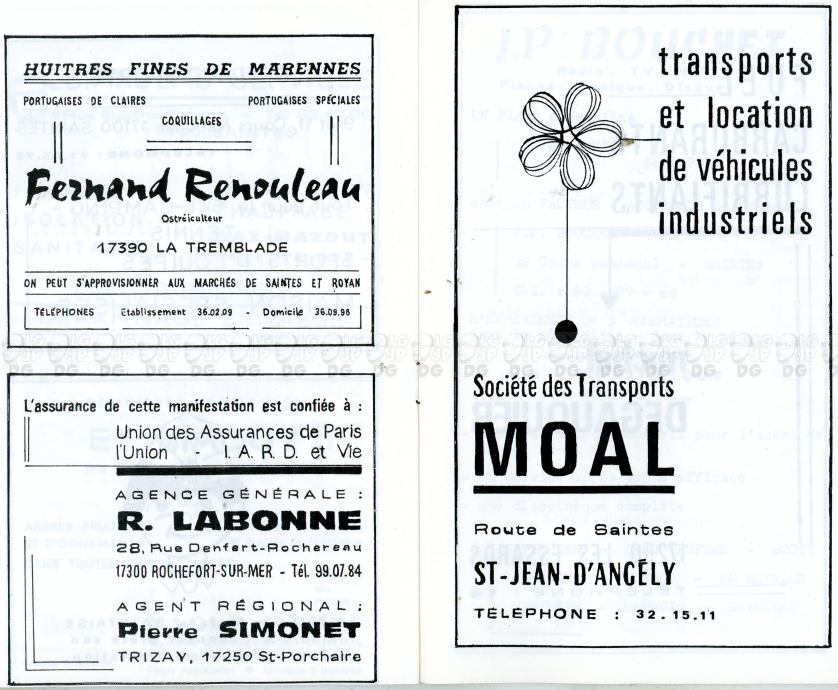 HUITRES FINES DE MARENNES
PORTUGAISES DE CLAIRES PORTUGAISES SPÉCIALES
COQUILLAGES
Fernand Renouleau
Ostréiculteur
17390 LA TREMBLADE
ON PEUT S'APPROVISIONNER AUX MARCHÉS DE SAINTES ET ROYAN
TÉLÉPHONES Etablissement 36.02.09 - Domicile 36.09.98
L'assurance de cette manifestation est confiée à :
Union des Assurances de Paris
l'Union - I. A. R. D. et Vie
AGENCE GÉNÉRALE :
R. LABONNE
28, Rue Denfert-Rochereau
17300 ROCHEFORT-SUR-MER - Tél. 99.07.84
AGENT RÉGIONAL :
Pierre SIMONET
TRIZAY, 17250 St-Porchaire
transports
et location
de véhicules
industriels
Société des Transports
MOAL
Route de Saintes
ST-JEAN-D'ANGÉLY
TÉLÉPHONE : 32.15.11